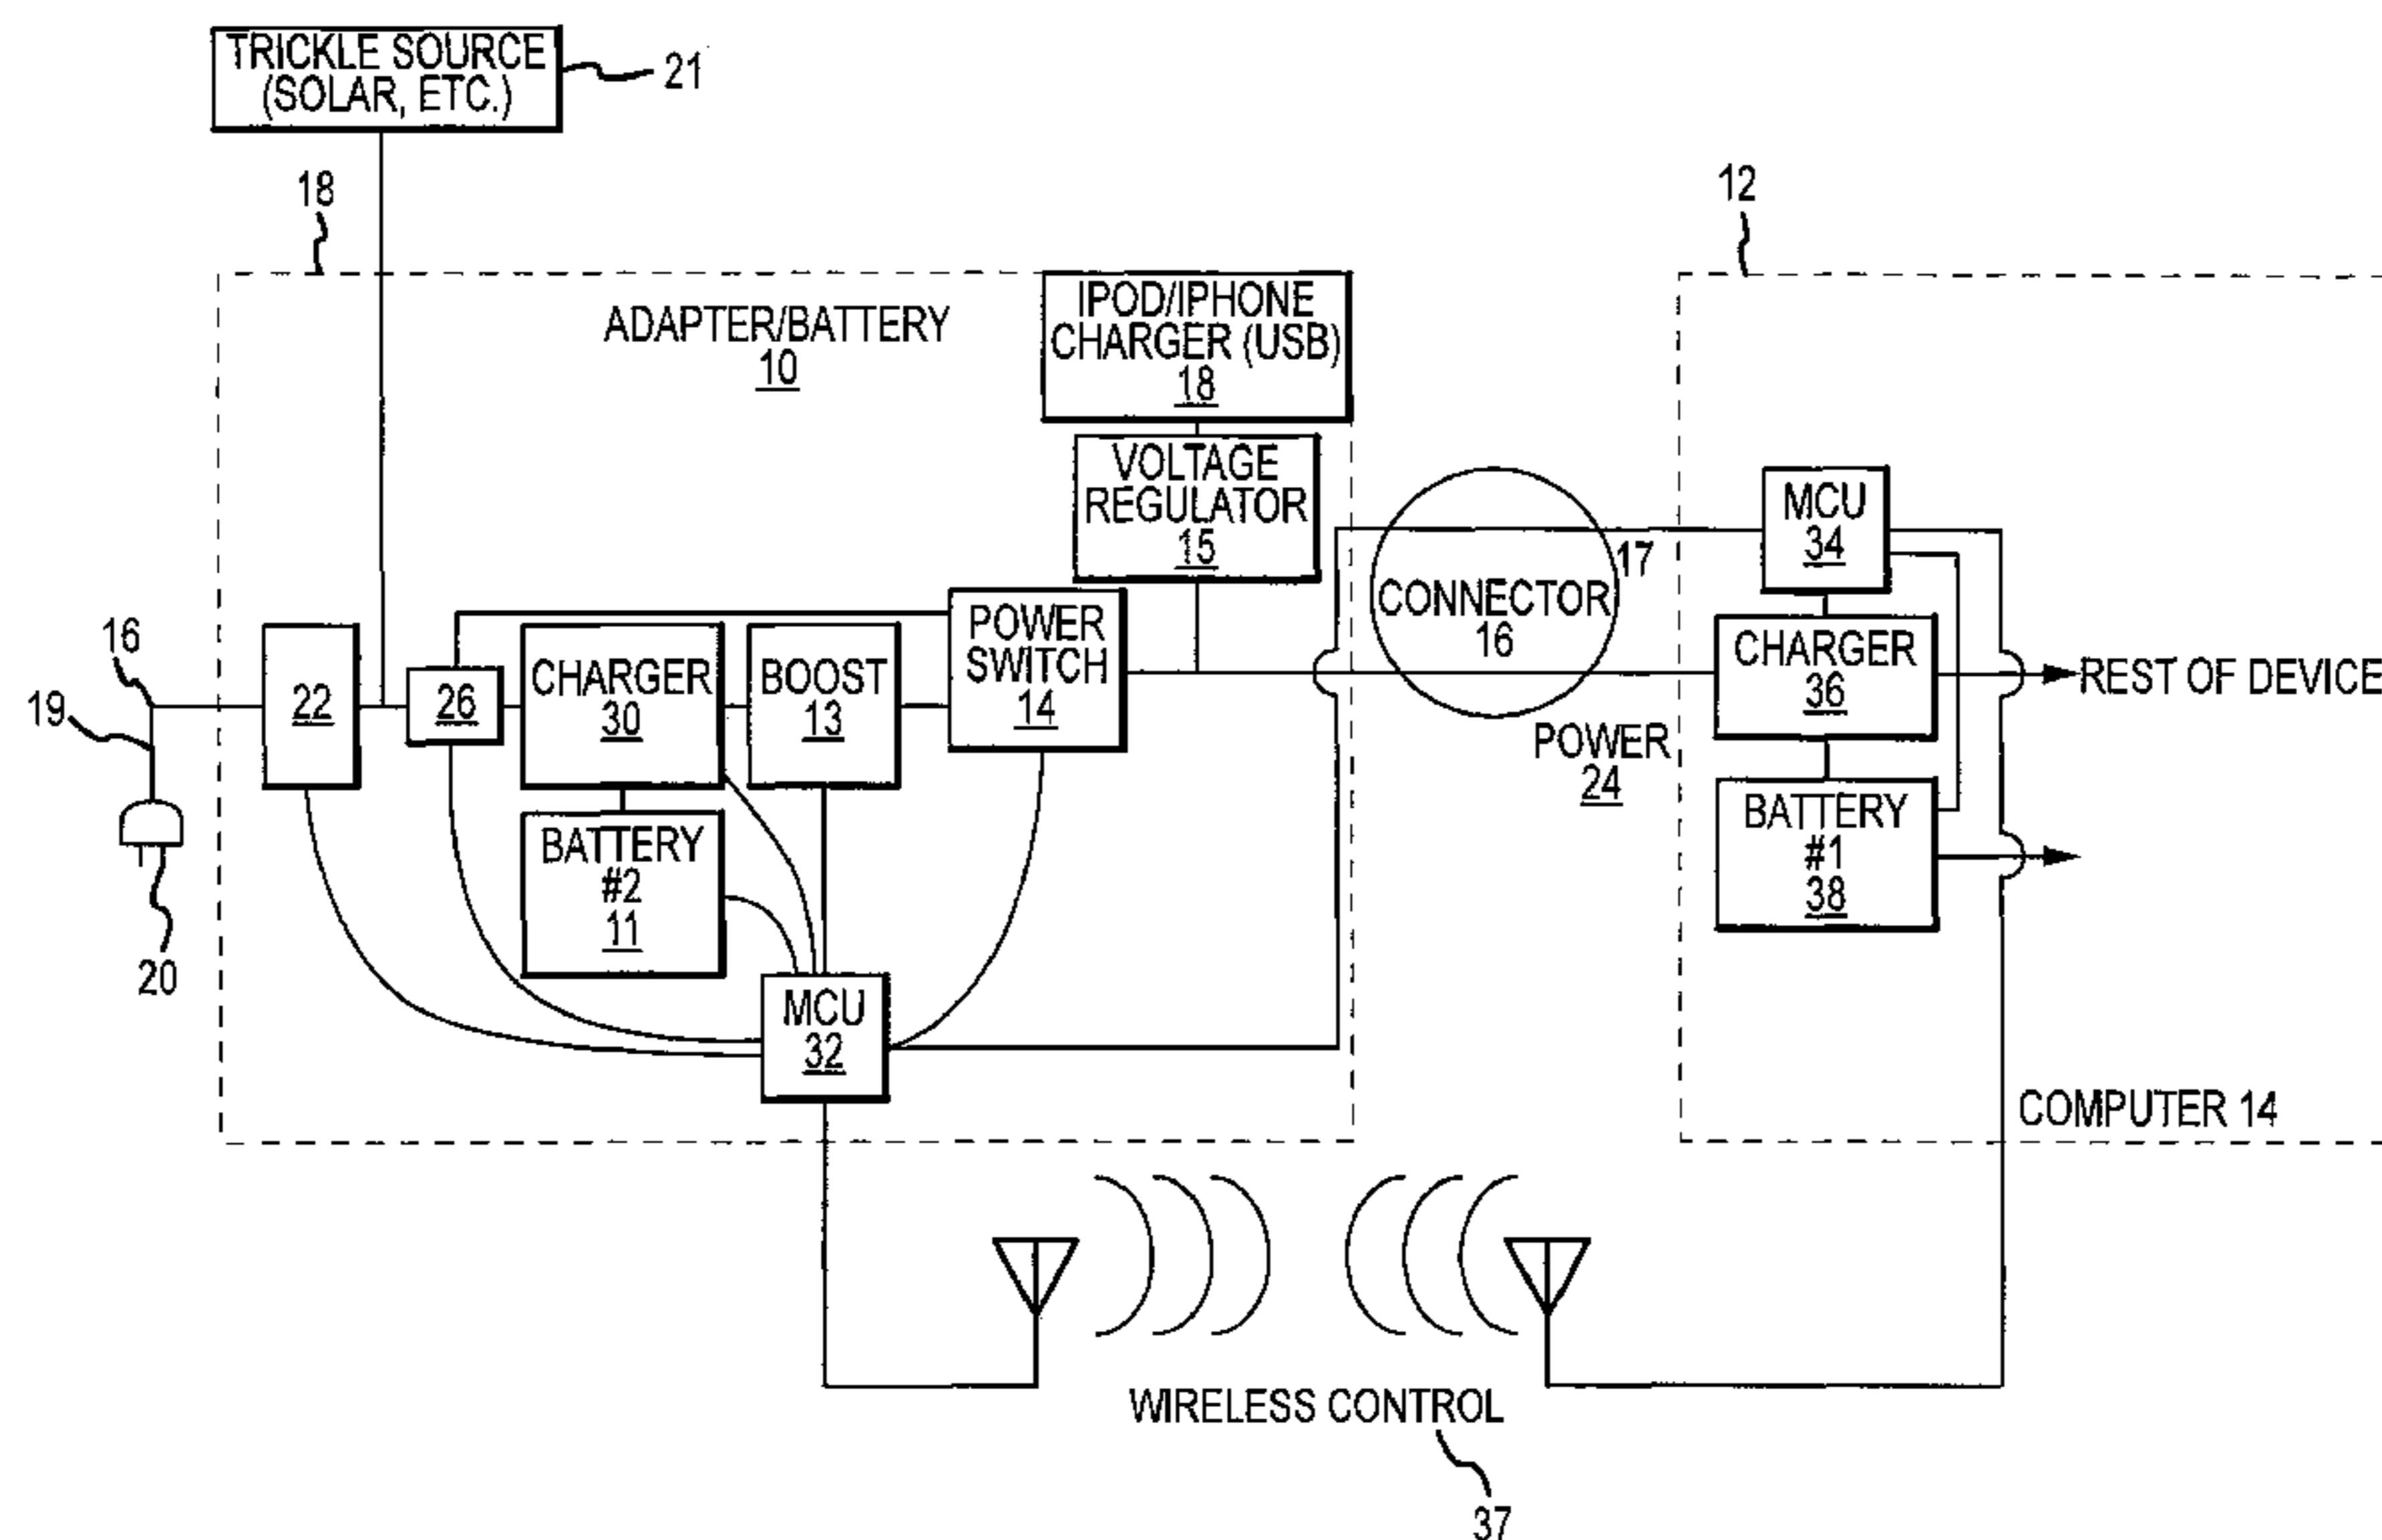 TRICKLE SOURCE
(SOLAR, ETC.)
21
18
12
ADAPTER/BATTERY
10
IPOD/IPHONE
CHARGER (USB)
18
VOLTAGE
REGULATOR
15
MCU
34
17
CONNECTOR
16
16
19
22
26
CHARGER
30
BOOST
13
POWER
SWITCH
14
CHARGER
36
REST OF DEVICE
POWER
24
BATTERY
#2
11
BATTERY
#1
38
20
MCU
32
COMPUTER 14
WIRELESS CONTROL
37